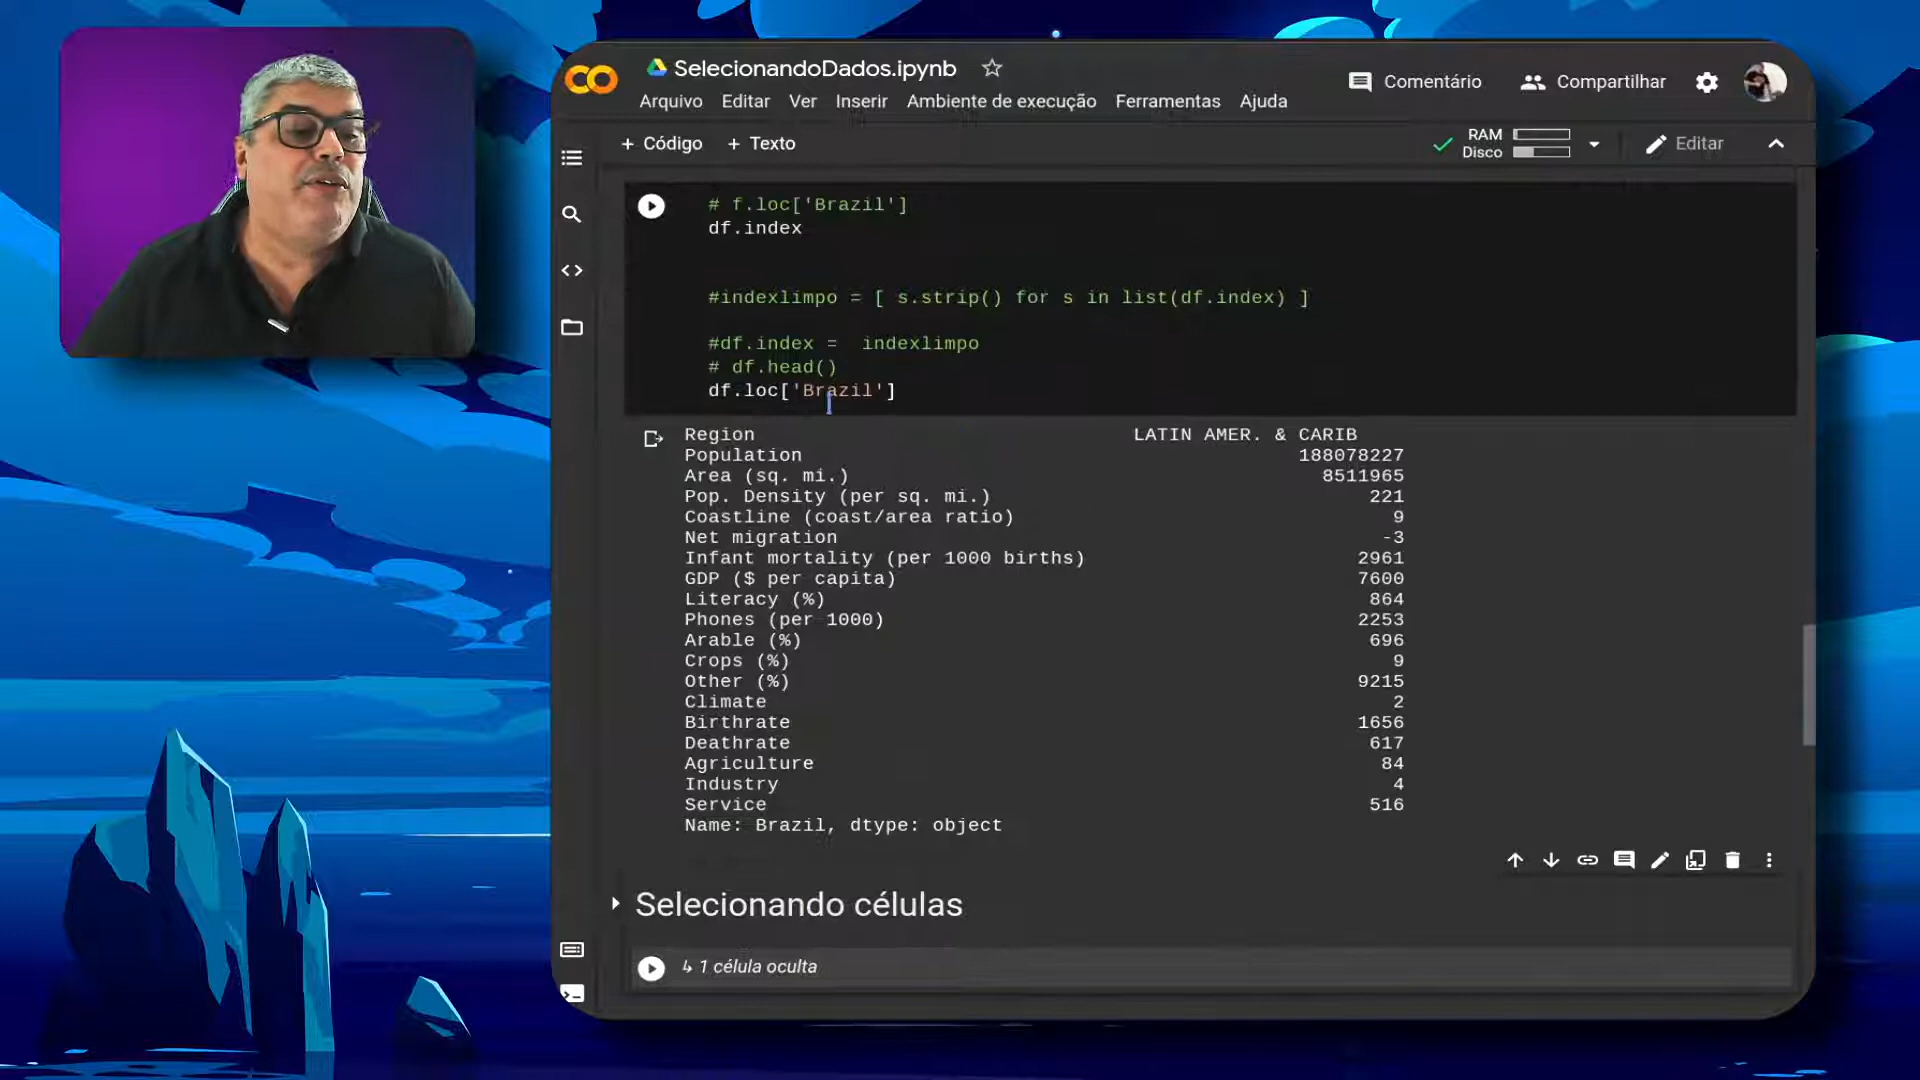 SelecionandoDados.ipynb
Comentário
Compartilhar
Arquivo Editar Ver Inserir Ambiente de execução Ferramentas Ajuda
+ Código + Texto
RAM
Disco
Editar
# f.loc['Brazil']
df.index
#indexlimpo = [ s.strip() for s in list(df.index) ]
#df.index =  indexlimpo
# df.head()
df.loc['Brazil']
Region LATIN AMER. & CARIB
Population 188078227
Area (sq. mi.) 8511965
Pop. Density (per sq. mi.) 221
Coastline (coast/area ratio) 9
Net migration -3
Infant mortality (per 1000 births) 2961
GDP ($ per capita) 7600
Literacy (%) 864
Phones (per 1000) 2253
Arable (%) 696
Crops (%) 9
Other (%) 9215
Climate 2
Birthrate 1656
Deathrate 617
Agriculture 84
Industry 4
Service 516
Name: Brazil, dtype: object
Selecionando células
↳ 1 célula oculta